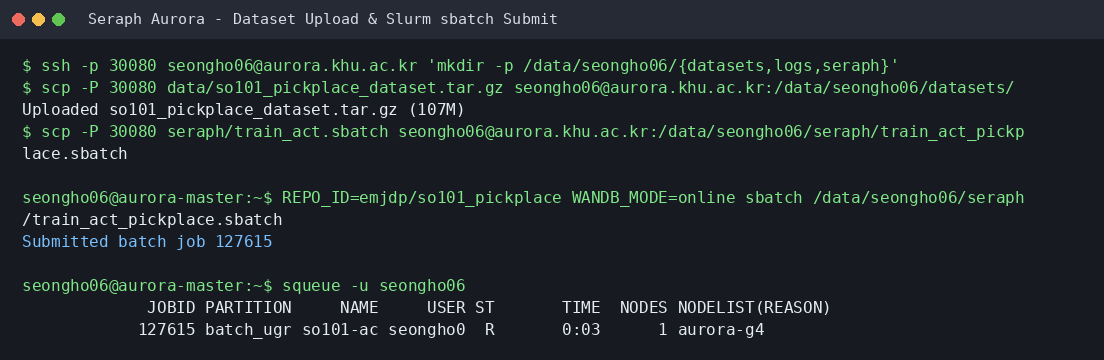 Seraph Aurora - Dataset Upload & Slurm sbatch Submit
$ ssh -p 30080 seongho06@aurora.khu.ac.kr 'mkdir -p /data/seongho06/{datasets,logs,seraph}'
$ scp -P 30080 data/so101_pickplace_dataset.tar.gz seongho06@aurora.khu.ac.kr:/data/seongho06/datasets/
Uploaded so101_pickplace_dataset.tar.gz (107M)
$ scp -P 30080 seraph/train_act.sbatch seongho06@aurora.khu.ac.kr:/data/seongho06/seraph/train_act_pickp
lace.sbatch
seongho06@aurora-master:~$ REPO_ID=emjdp/so101_pickplace WANDB_MODE=online sbatch /data/seongho06/seraph
/train_act_pickplace.sbatch
Submitted batch job 127615
seongho06@aurora-master:~$ squeue -u seongho06
JOBID PARTITION     NAME     USER ST       TIME  NODES NODELIST(REASON)
127615 batch_ugr so101-ac seongho0  R       0:03      1 aurora-g4